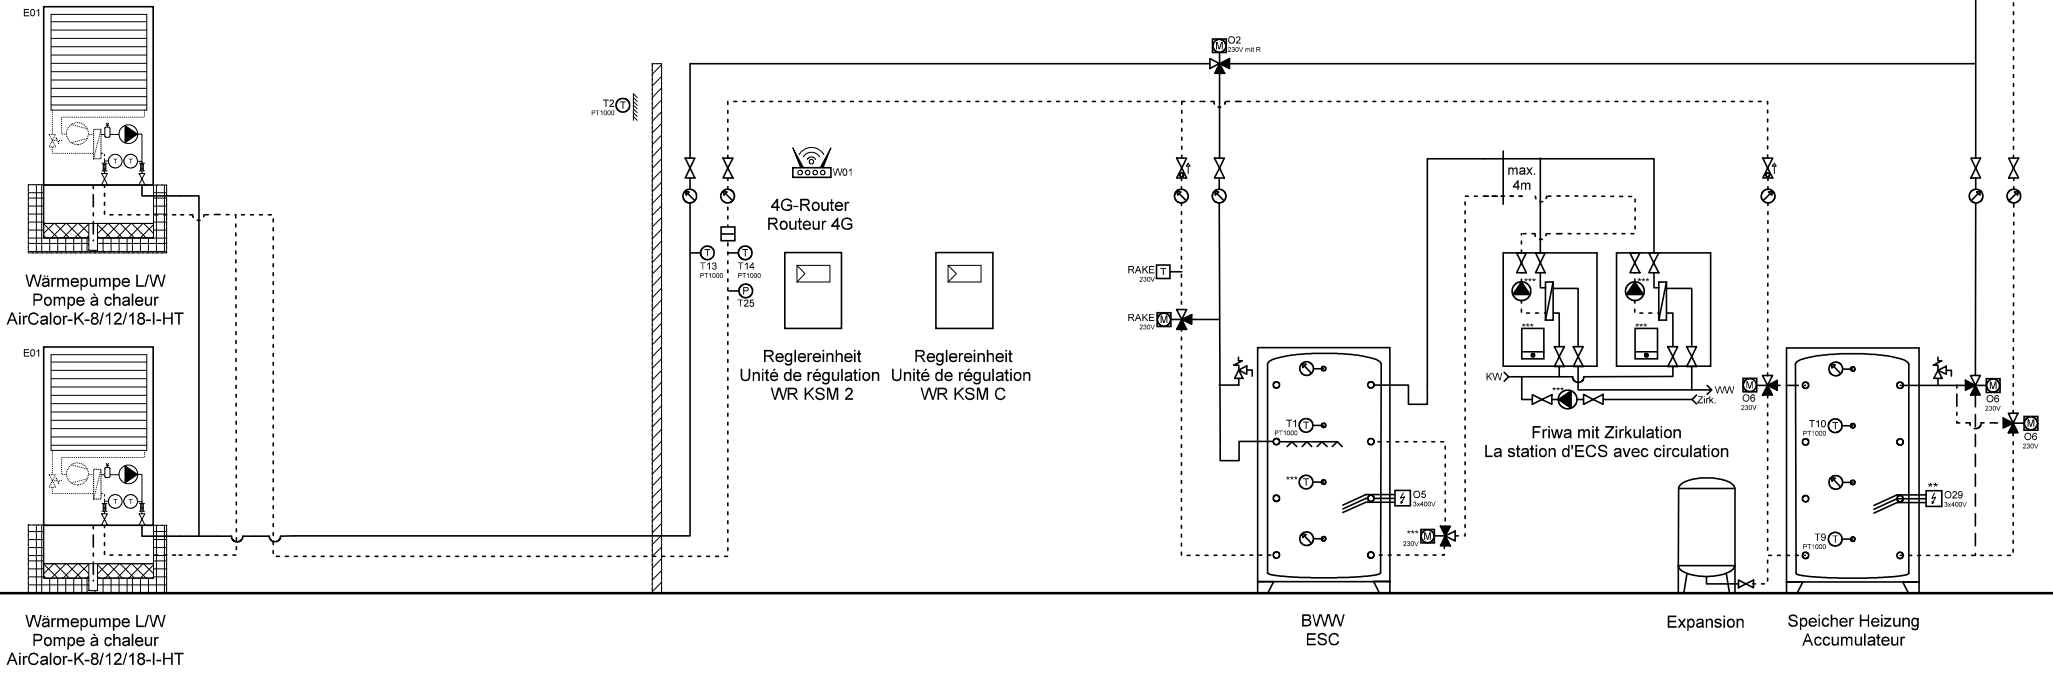 E01
Wärmepumpe L/W
Pompe à chaleur
AirCalor-K-8/12/18-I-HT
E01
T
T
Wärmepumpe L/W
Pompe à chaleur
AirCalor-K-8/12/18-I-HT
T
T
T2
T
PT1000
W01
4G-Router
Routeur 4G
T
T13
PT1000
T
T14
PT1000
P
T25
Reglereinheit
Unité de régulation
WR KSM 2
Reglereinheit
Unité de régulation
WR KSM C
M
O2
230V mit R
RAKE
T
230V
RAKE
M
230V
T1
T
PT1000
***
T
O5
3x400V
***
M
230V
BWW
ESC
max.
4m
***
***
***
***
KW
WW
***
Zirk.
Friwa mit Zirkulation
La station d'ECS avec circulation
Expansion
M
O6
230V
T10
T
PT1000
T9
T
PT1000
**
O29
3x400V
M
O6
230V
M
O6
230V
Speicher Heizung
Accumulateur